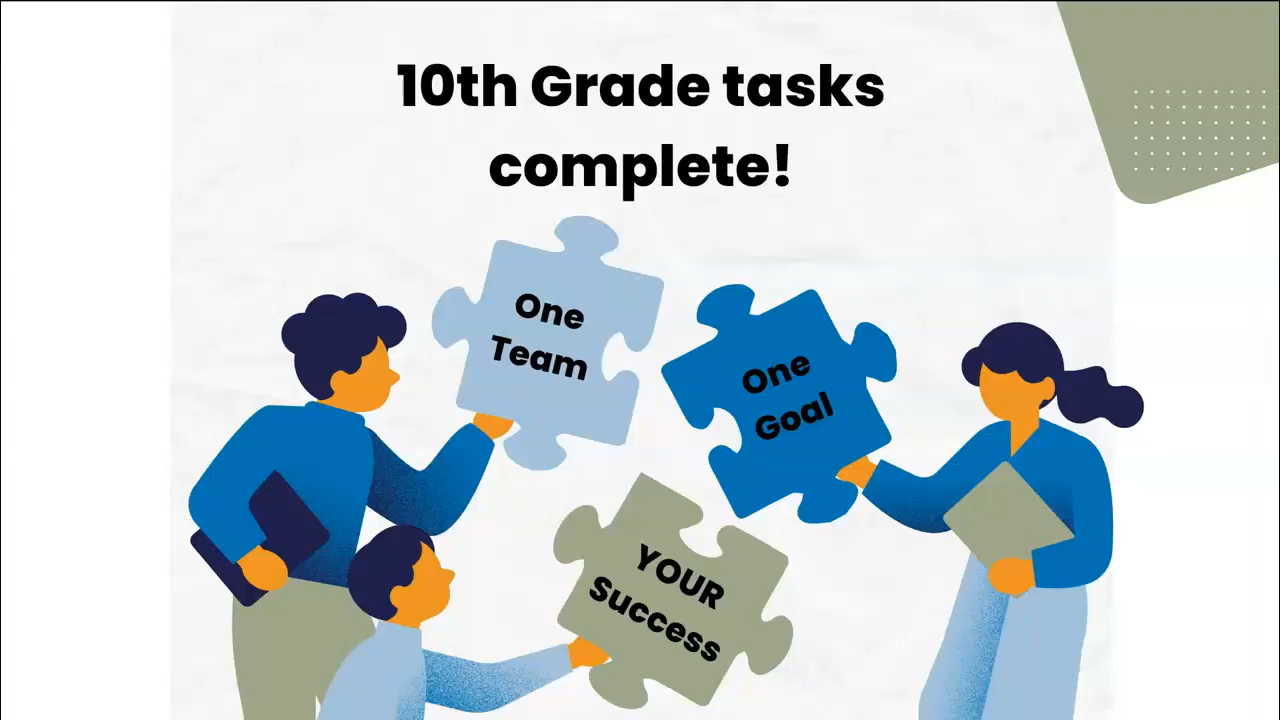 10th Grade tasks
complete!
One
Team
One
Goal
YOUR
success